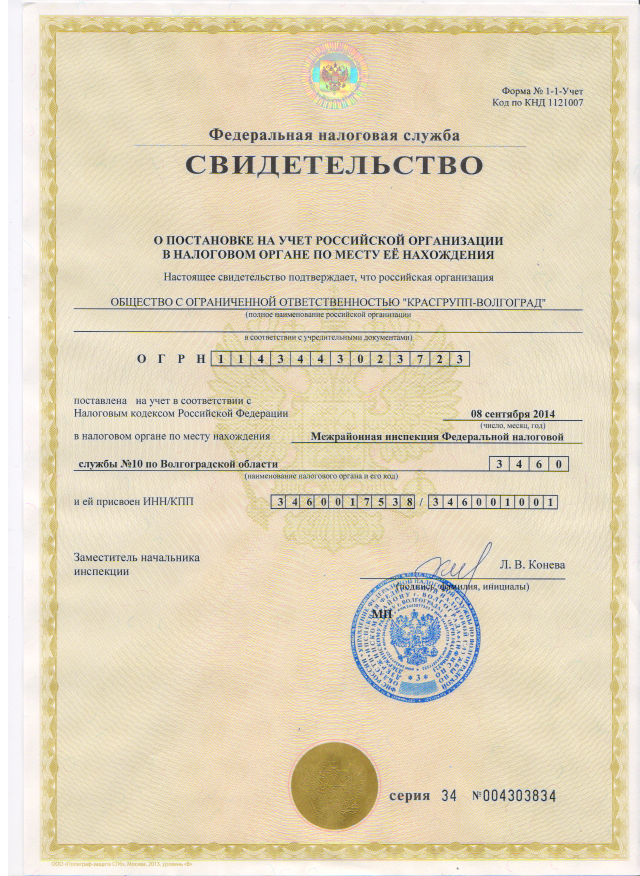 Форма № 1-1-Учет
Код по КНД 1121007
Федеральная налоговая служба
СВИДЕТЕЛЬСТВО
О ПОСТАНОВКЕ НА УЧЕТ РОССИЙСКОЙ ОРГАНИЗАЦИИ
В НАЛОГОВОМ ОРГАНЕ ПО МЕСТУ ЕЁ НАХОЖДЕНИЯ
Настоящее свидетельство подтверждает, что российская организация
ОБЩЕСТВО С ОГРАНИЧЕННОЙ ОТВЕТСТВЕННОСТЬЮ "КРАСГРУПП-ВОЛГОГРАД"
(полное наименование российской организации
в соответствии с учредительными документами)
О Г Р Н 1 1 4 3 4 4 3 0 2 3 7 2 3
поставлена на учет в соответствии с
Налоговым кодексом Российской Федерации 08 сентября 2014
(число, месяц, год)
в налоговом органе по месту нахождения Межрайонная инспекция Федеральной налоговой
службы №10 по Волгоградской области 3 4 6 0
(наименование налогового органа и его код)
и ей присвоен ИНН/КПП 3 4 6 0 0 1 7 5 3 8 / 3 4 6 0 0 1 0 0 1
Заместитель начальника
инспекции Л. В. Конева
(подпись, фамилия, инициалы)
МП
* 3 *
серия 34 №004303834